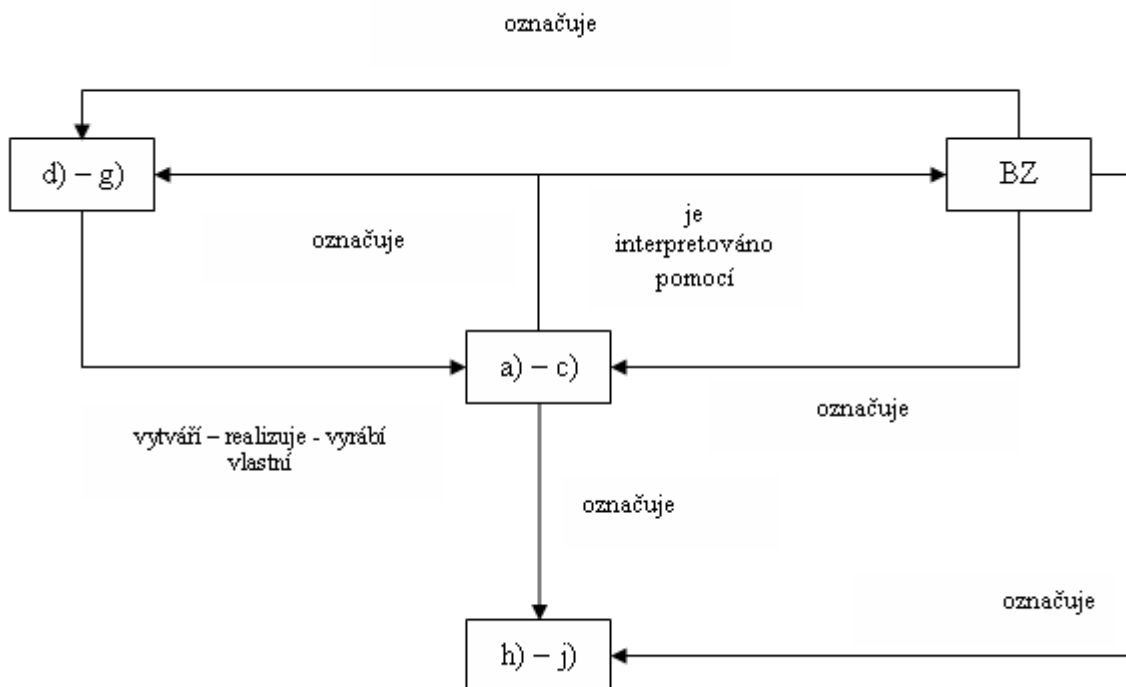 označuje
d) – g)
BZ
označuje
je
interpretováno
pomocí
a) – c)
označuje
vytváří – realizuje - vyrábí
vlastní
označuje
označuje
h) – j)